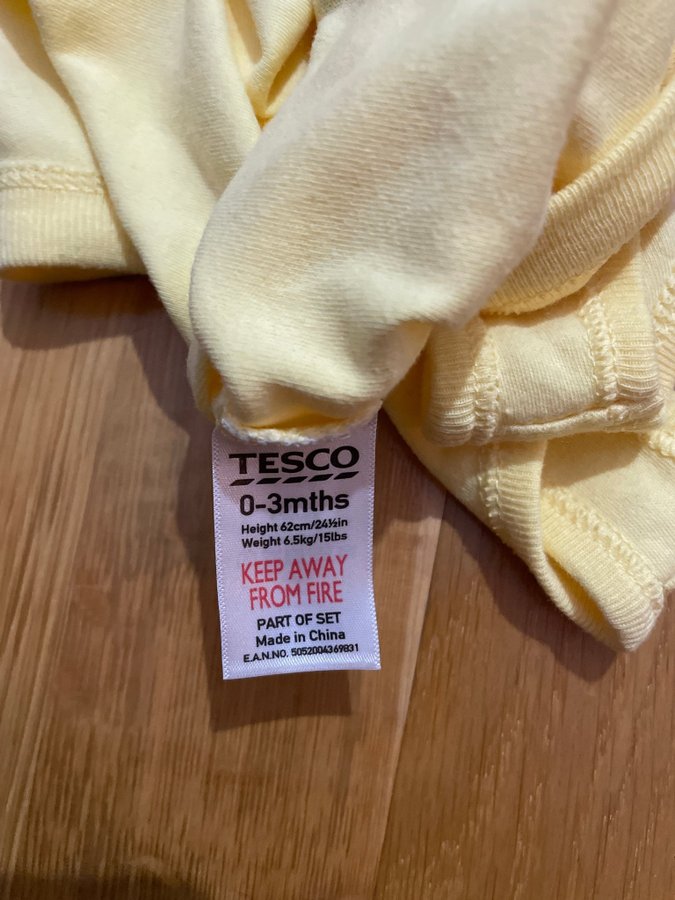 TESCO
0-3mths
Height 62cm/24½in
Weight 6.5kg/15lbs
KEEP AWAY
FROM FIRE
PART OF SET
Made in China
E.A.N.NO. 5052004369831